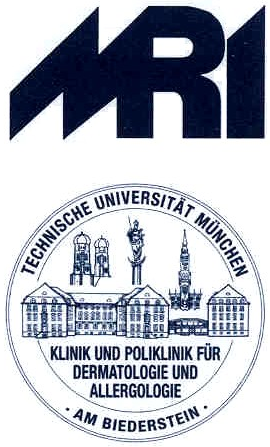 MRI
TECHNISCHE UNIVERSITÄT MÜNCHEN
KLINIK UND POLIKLINIK FÜR
DERMATOLOGIE UND
ALLERGOLOGIE
· AM BIEDERSTEIN ·